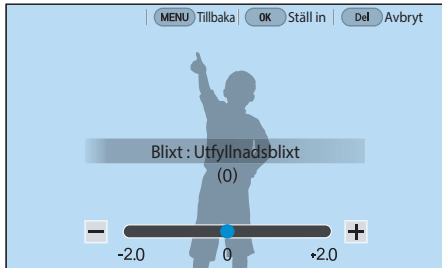 MENU Tillbaka OK Ställ in Del Avbryt
Blixt : Utfyllnadsblixt
(0)
− +
-2.0 0 +2.0